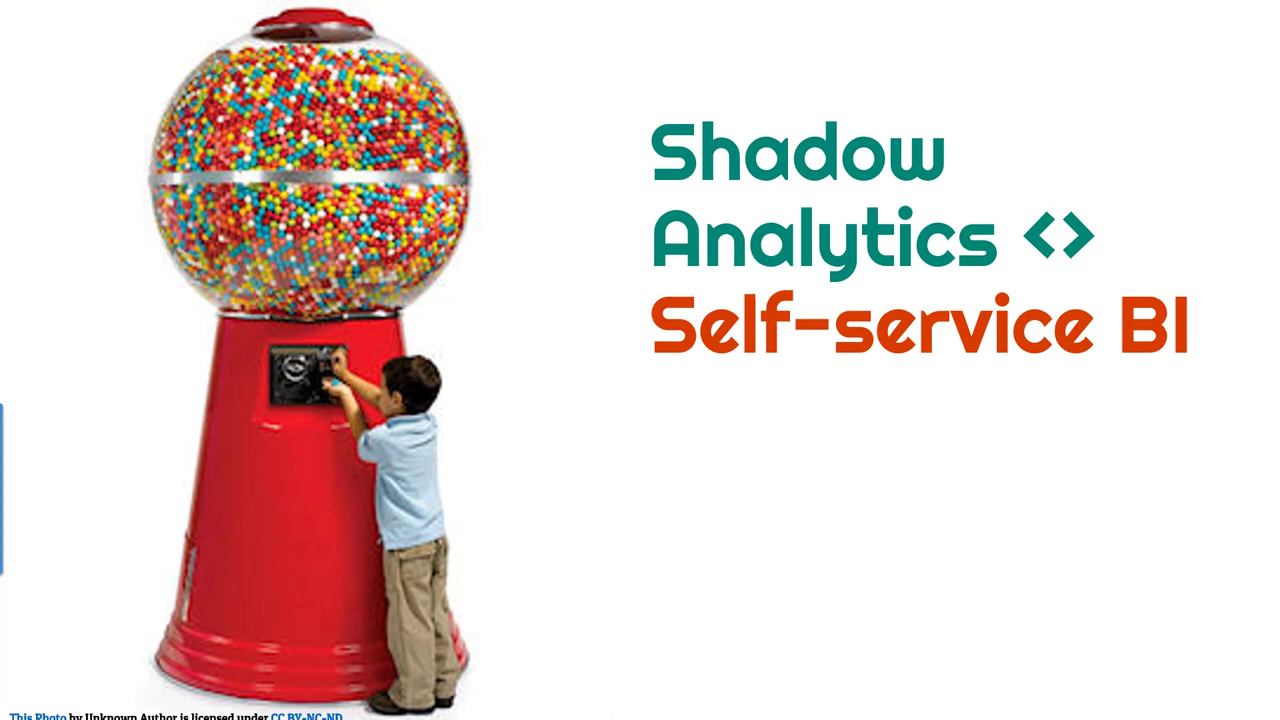 Shadow
Analytics <>
Self-service BI
This Photo by Unknown Author is licensed under CC BY-NC-ND